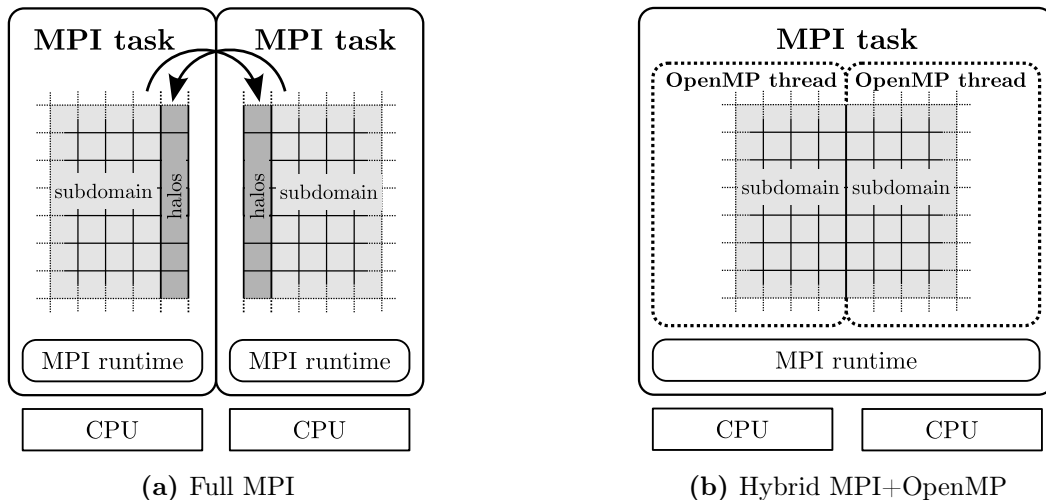 MPI task
MPI task
subdomain
halos
halos
subdomain
MPI runtime
MPI runtime
CPU
CPU
(a) Full MPI
MPI task
OpenMP thread
OpenMP thread
subdomain
subdomain
MPI runtime
CPU
CPU
(b) Hybrid MPI+OpenMP